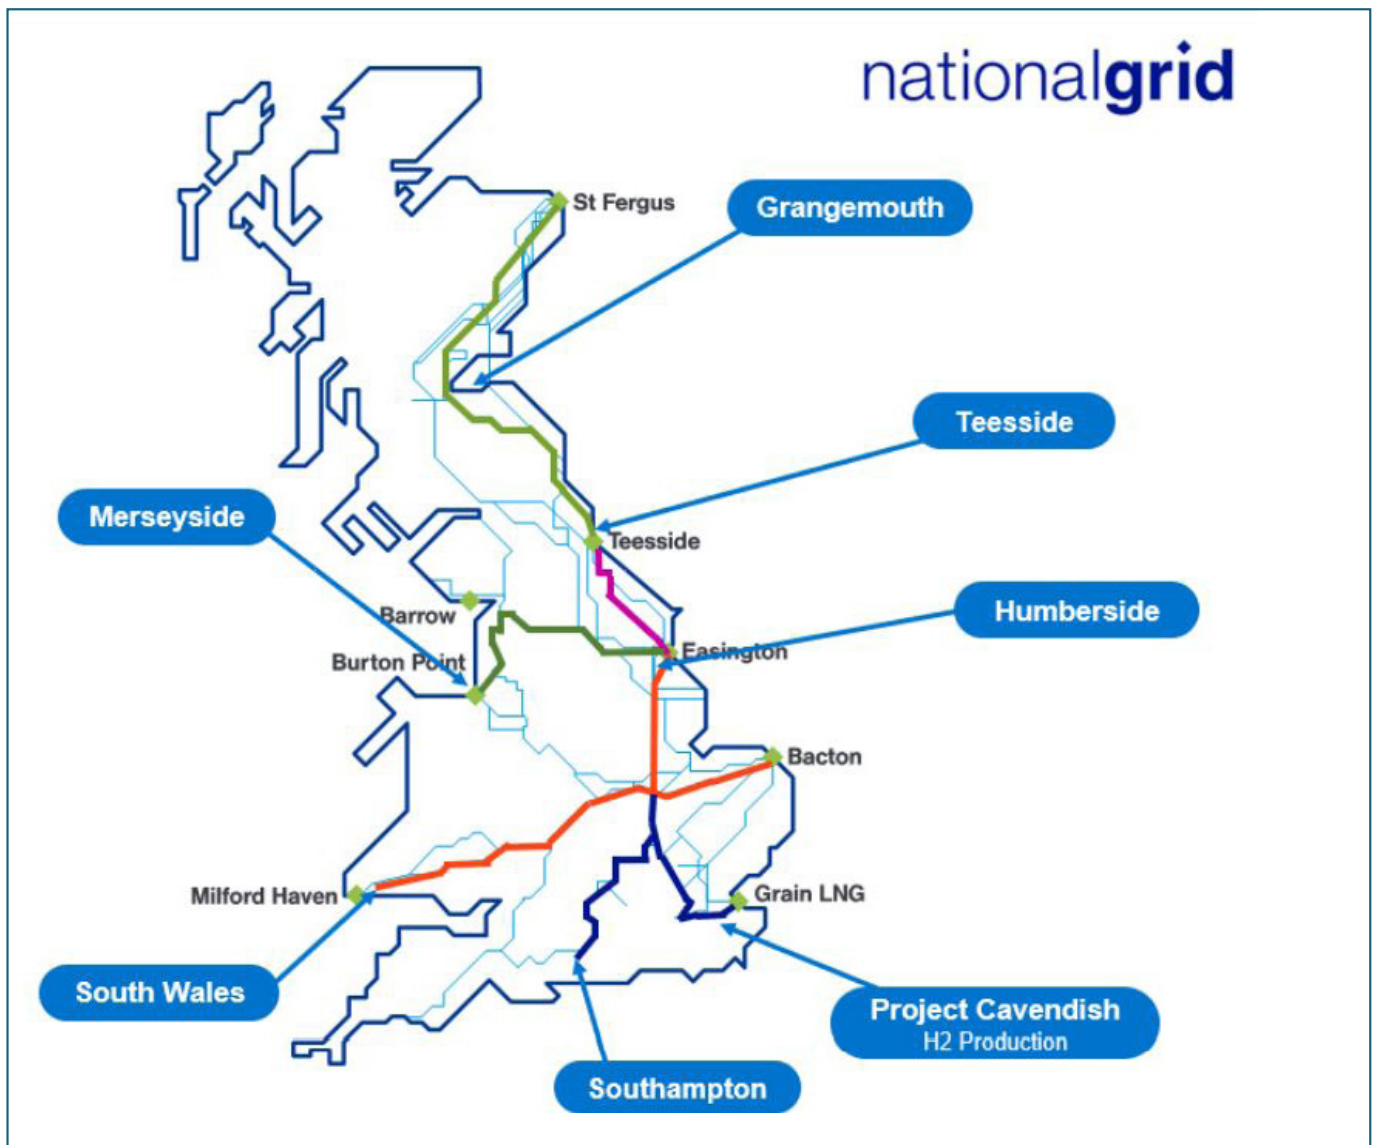 nationalgrid
St Fergus
Grangemouth
Teesside
Merseyside
Teesside
Barrow
Humberside
Easington
Burton Point
Bacton
Milford Haven
Grain LNG
South Wales
Project Cavendish
H2 Production
Southampton